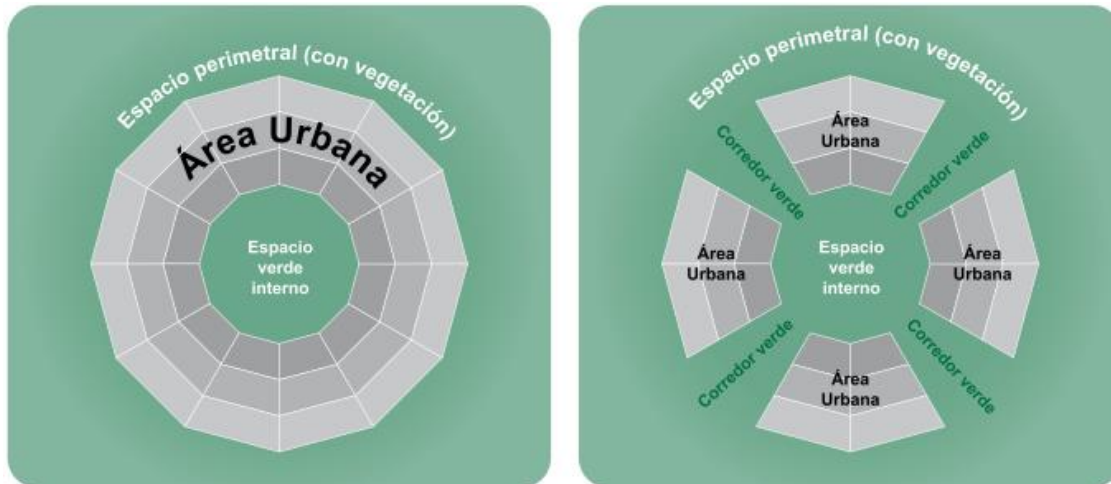 Espacio perimetral (con vegetación)
Área Urbana
Espacio
verde
interno
Espacio perimetral (con vegetación)
Área
Urbana
Corredor verde
Corredor verde
Área
Urbana
Espacio
verde
interno
Área
Urbana
Corredor verde
Corredor verde
Área
Urbana